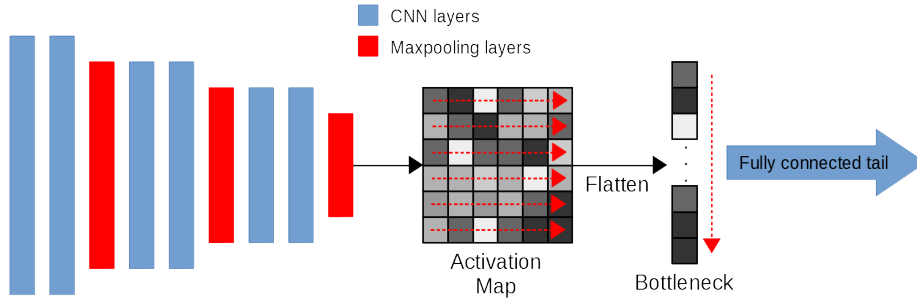 CNN layers
Maxpooling layers
Activation
Map
Flatten
Bottleneck
Fully connected tail